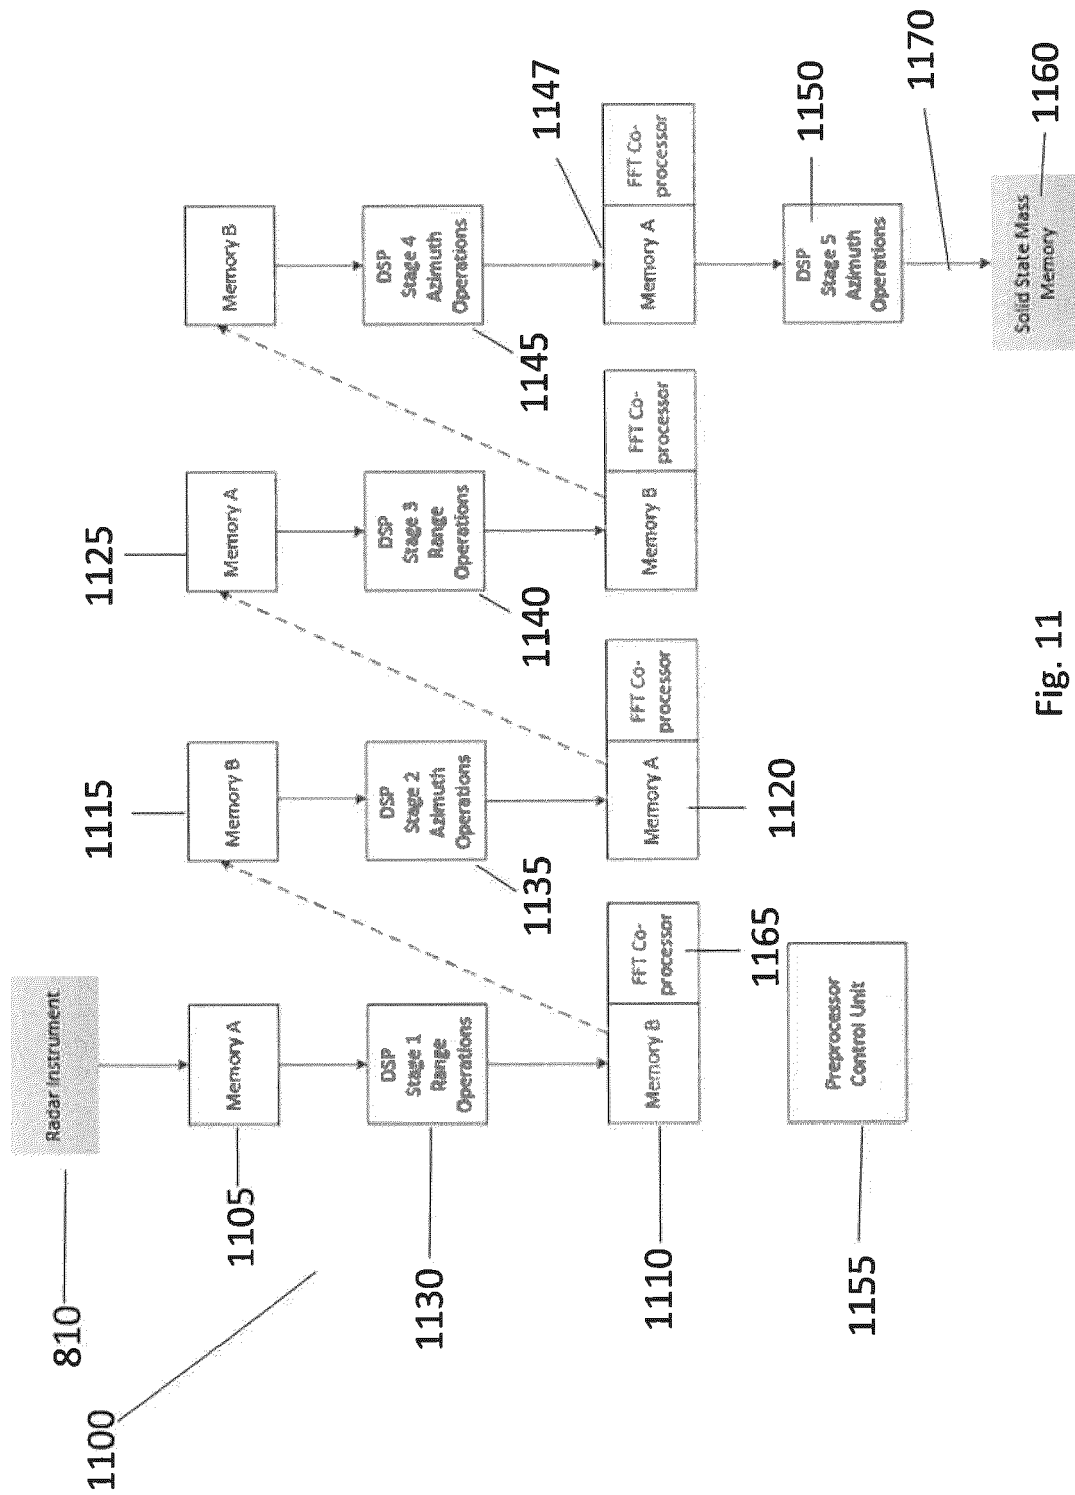 810
Radar Instrument
1100
1105
Memory A
1115
Memory B
1125
Memory A
Memory B
1130
DSP
Stage 1
Range
Operations
1135
DSP
Stage 2
Azimuth
Operations
1140
DSP
Stage 3
Range
Operations
1145
DSP
Stage 4
Azimuth
Operations
1147
1110
Memory B
FFT Co-
processor
1165
Memory A
FFT Co-
processor
1120
Memory B
FFT Co-
processor
Memory A
FFT Co-
processor
1155
Preprocessor
Control Unit
DSP
Stage 5
Azimuth
Operations
1150
1170
Solid State Mass
Memory
1160
Fig. 11